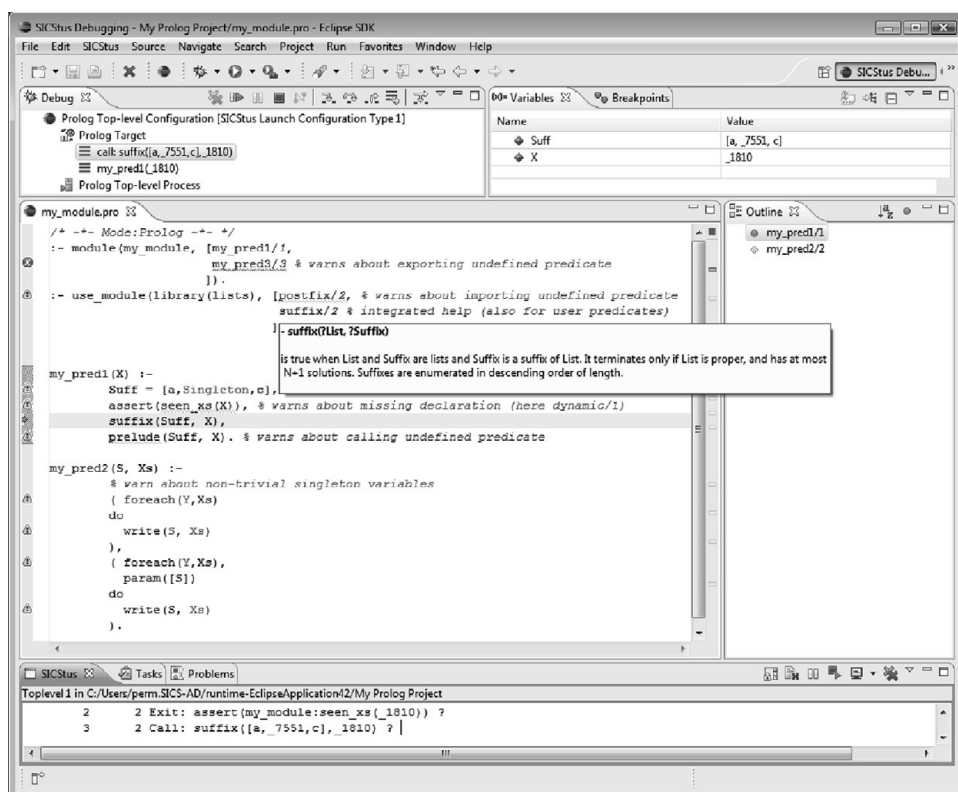 SICStus Debugging - My Prolog Project/my_module.pro - Eclipse SDK
File Edit SICStus Source Navigate Search Project Run Favorites Window Help
SICStus Debu...
Debug
Prolog Top-level Configuration [SICStus Launch Configuration Type 1]
Prolog Target
call: suffix([a,_7551,c],_1810)
my_pred1(_1810)
Prolog Top-level Process
(x)= Variables Breakpoints
Name Value
Suff [a, _7551, c]
X _1810
my_module.pro
/* -*- Mode:Prolog -*- */
:- module(my_module, [my_pred1/1,
my_pred3/3 % warns about exporting undefined predicate
]).
:- use_module(library(lists), [postfix/2, % warns about importing undefined predicate
suffix/2 % integrated help (also for user predicates)
]
- suffix(?List, ?Suffix)
is true when List and Suffix are lists and Suffix is a suffix of List. It terminates only if List is proper, and has at most
N+1 solutions. Suffixes are enumerated in descending order of length.
my_pred1(X) :-
Suff = [a,Singleton,c],
assert(seen_xs(X)), % warns about missing declaration (here dynamic/1)
suffix(Suff, X),
prelude(Suff, X). % warns about calling undefined predicate
my_pred2(S, Xs) :-
% warn about non-trivial singleton variables
( foreach(Y,Xs)
do
write(S, Xs)
),
( foreach(Y,Xs),
param([S])
do
write(S, Xs)
).
Outline
my_pred1/1
my_pred2/2
SICStus Tasks Problems
Toplevel 1 in C:/Users/perm.SICS-AD/runtime-EclipseApplication42/My Prolog Project
2 2 Exit: assert(my_module:seen_xs(_1810)) ?
3 2 Call: suffix([a,_7551,c],_1810) ?